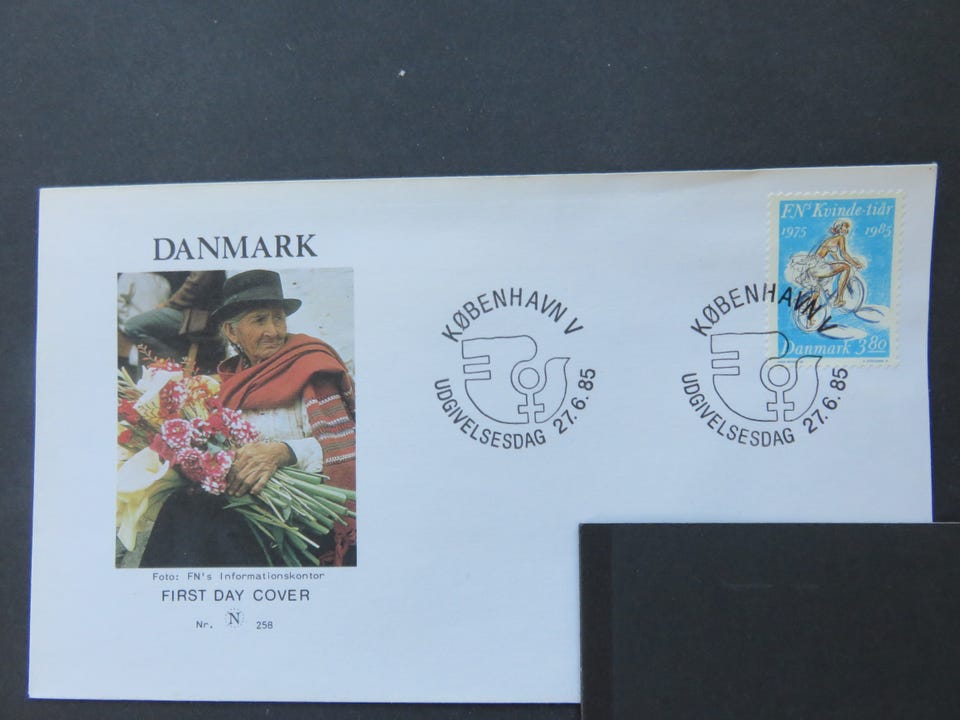 DANMARK
Foto: FN's Informationskontor
FIRST DAY COVER
Nr. N 258
KØBENHAVN V
UDGIVELSESDAG 27.6.85
KØBENHAVN V
UDGIVELSESDAG 27.6.85
FNs Kvinde-tiår
1975 1985
Danmark 3.80